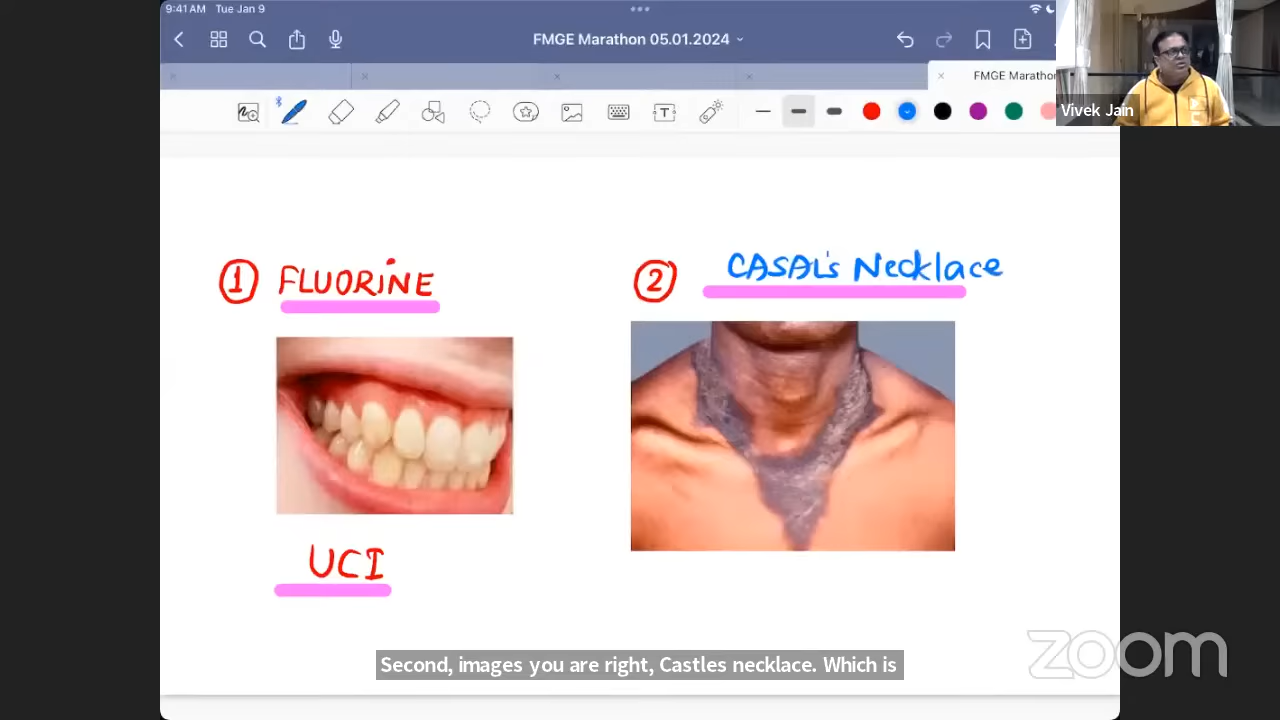 9:41 AM Tue Jan 9
FMGE Marathon 05.01.2024
FMGE Marathon
T
Vivek Jain
1 FLUORINE
2 CASAL's Necklace
UCI
Second, images you are right, Castles necklace. Which is
zoom